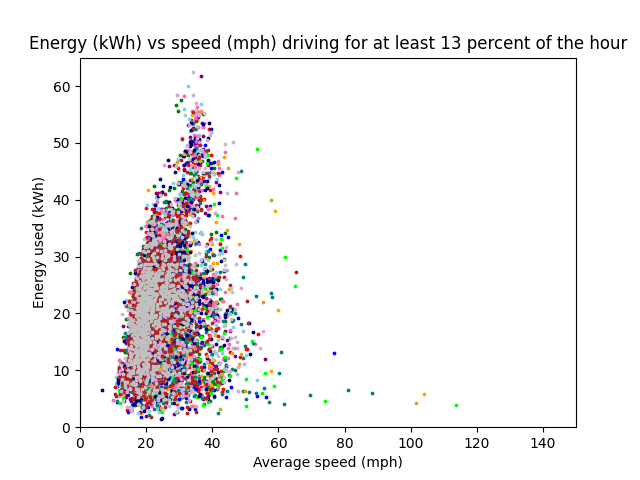 Energy (kWh) vs speed (mph) driving for at least 13 percent of the hour
60
50
40
30
20
10
0
Energy used (kWh)
0 20 40 60 80 100 120 140
Average speed (mph)